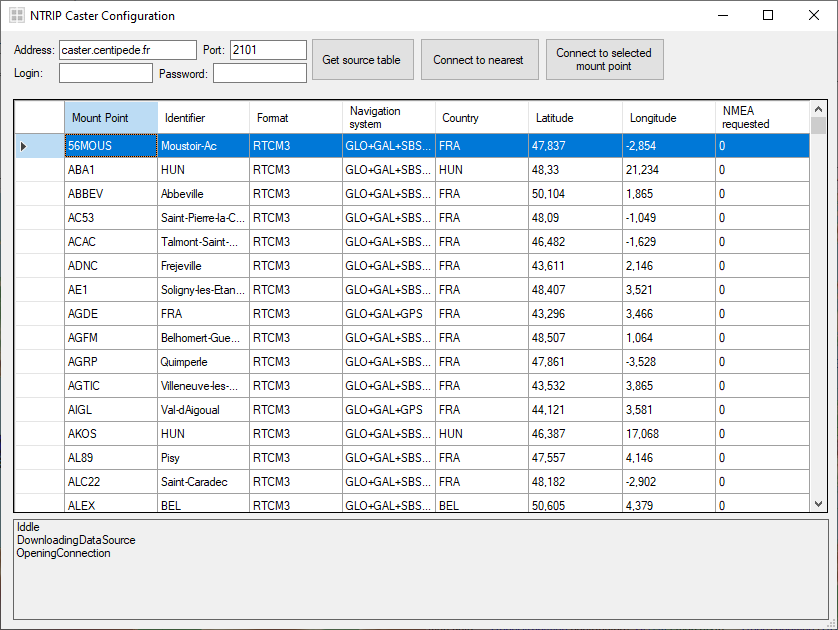 NTRIP Caster Configuration
Address: caster.centipede.fr Port: 2101 Get source table Connect to nearest Connect to selected mount point
Login: Password:
Mount Point Identifier Format Navigation system Country Latitude Longitude NMEA requested
56MOUS Moustoir-Ac RTCM3 GLO+GAL+SBS... FRA 47,837 -2,854 0
ABA1 HUN RTCM3 GLO+GAL+SBS... HUN 48,33 21,234 0
ABBEV Abbeville RTCM3 GLO+GAL+SBS... FRA 50,104 1,865 0
AC53 Saint-Pierre-la-C... RTCM3 GLO+GAL+SBS... FRA 48,09 -1,049 0
ACAC Talmont-Saint-... RTCM3 GLO+GAL+SBS... FRA 46,482 -1,629 0
ADNC Frejeville RTCM3 GLO+GAL+SBS... FRA 43,611 2,146 0
AE1 Soligny-les-Etan... RTCM3 GLO+GAL+SBS... FRA 48,407 3,521 0
AGDE FRA RTCM3 GLO+GAL+GPS FRA 43,296 3,466 0
AGFM Belhomert-Gue... RTCM3 GLO+GAL+SBS... FRA 48,507 1,064 0
AGRP Quimperle RTCM3 GLO+GAL+SBS... FRA 47,861 -3,528 0
AGTIC Villeneuve-les-... RTCM3 GLO+GAL+SBS... FRA 43,532 3,865 0
AIGL Val-dAigoual RTCM3 GLO+GAL+GPS FRA 44,121 3,581 0
AKOS HUN RTCM3 GLO+GAL+SBS... HUN 46,387 17,068 0
AL89 Pisy RTCM3 GLO+GAL+SBS... FRA 47,557 4,146 0
ALC22 Saint-Caradec RTCM3 GLO+GAL+SBS... FRA 48,182 -2,902 0
ALEX BEL RTCM3 GLO+GAL+SBS... BEL 50,605 4,379 0
Iddle
DownloadingDataSource
OpeningConnection